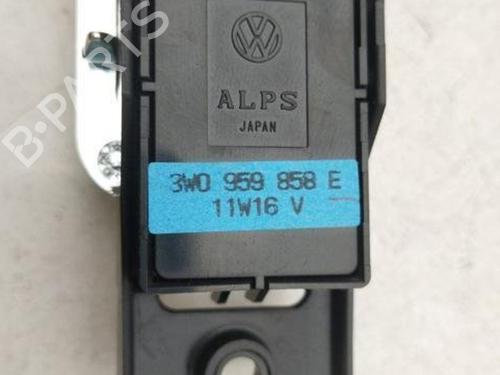 B-PARTS
ALPS
JAPAN
3W0 959 858 E
11W16 V